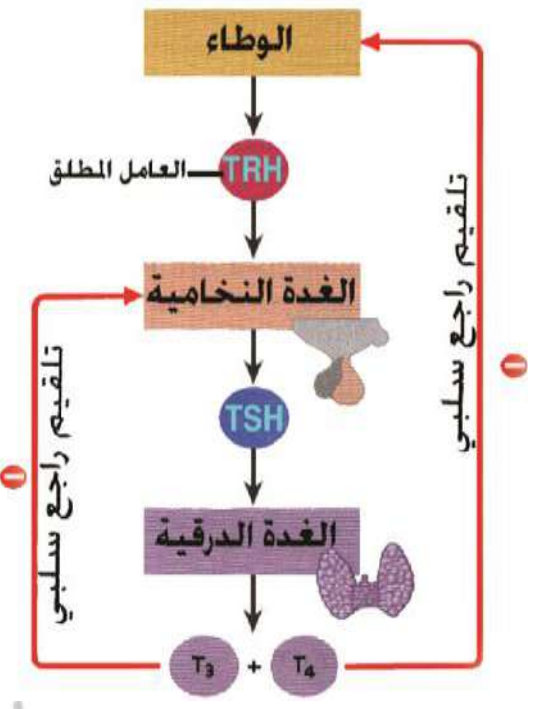 الوطاء
TRH
العامل المطلق
الغدة النخامية
تلقيم راجع سلبي
تلقيم راجع سلبي
TSH
الغدة الدرقية
T₃ + T₄